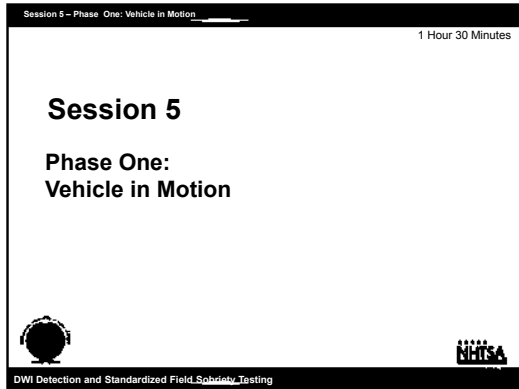 Session 5 – Phase One: Vehicle in Motion
1 Hour 30 Minutes
Session 5
Phase One:
Vehicle in Motion
NHTSA
DWI Detection and Standardized Field Sobriety Testing